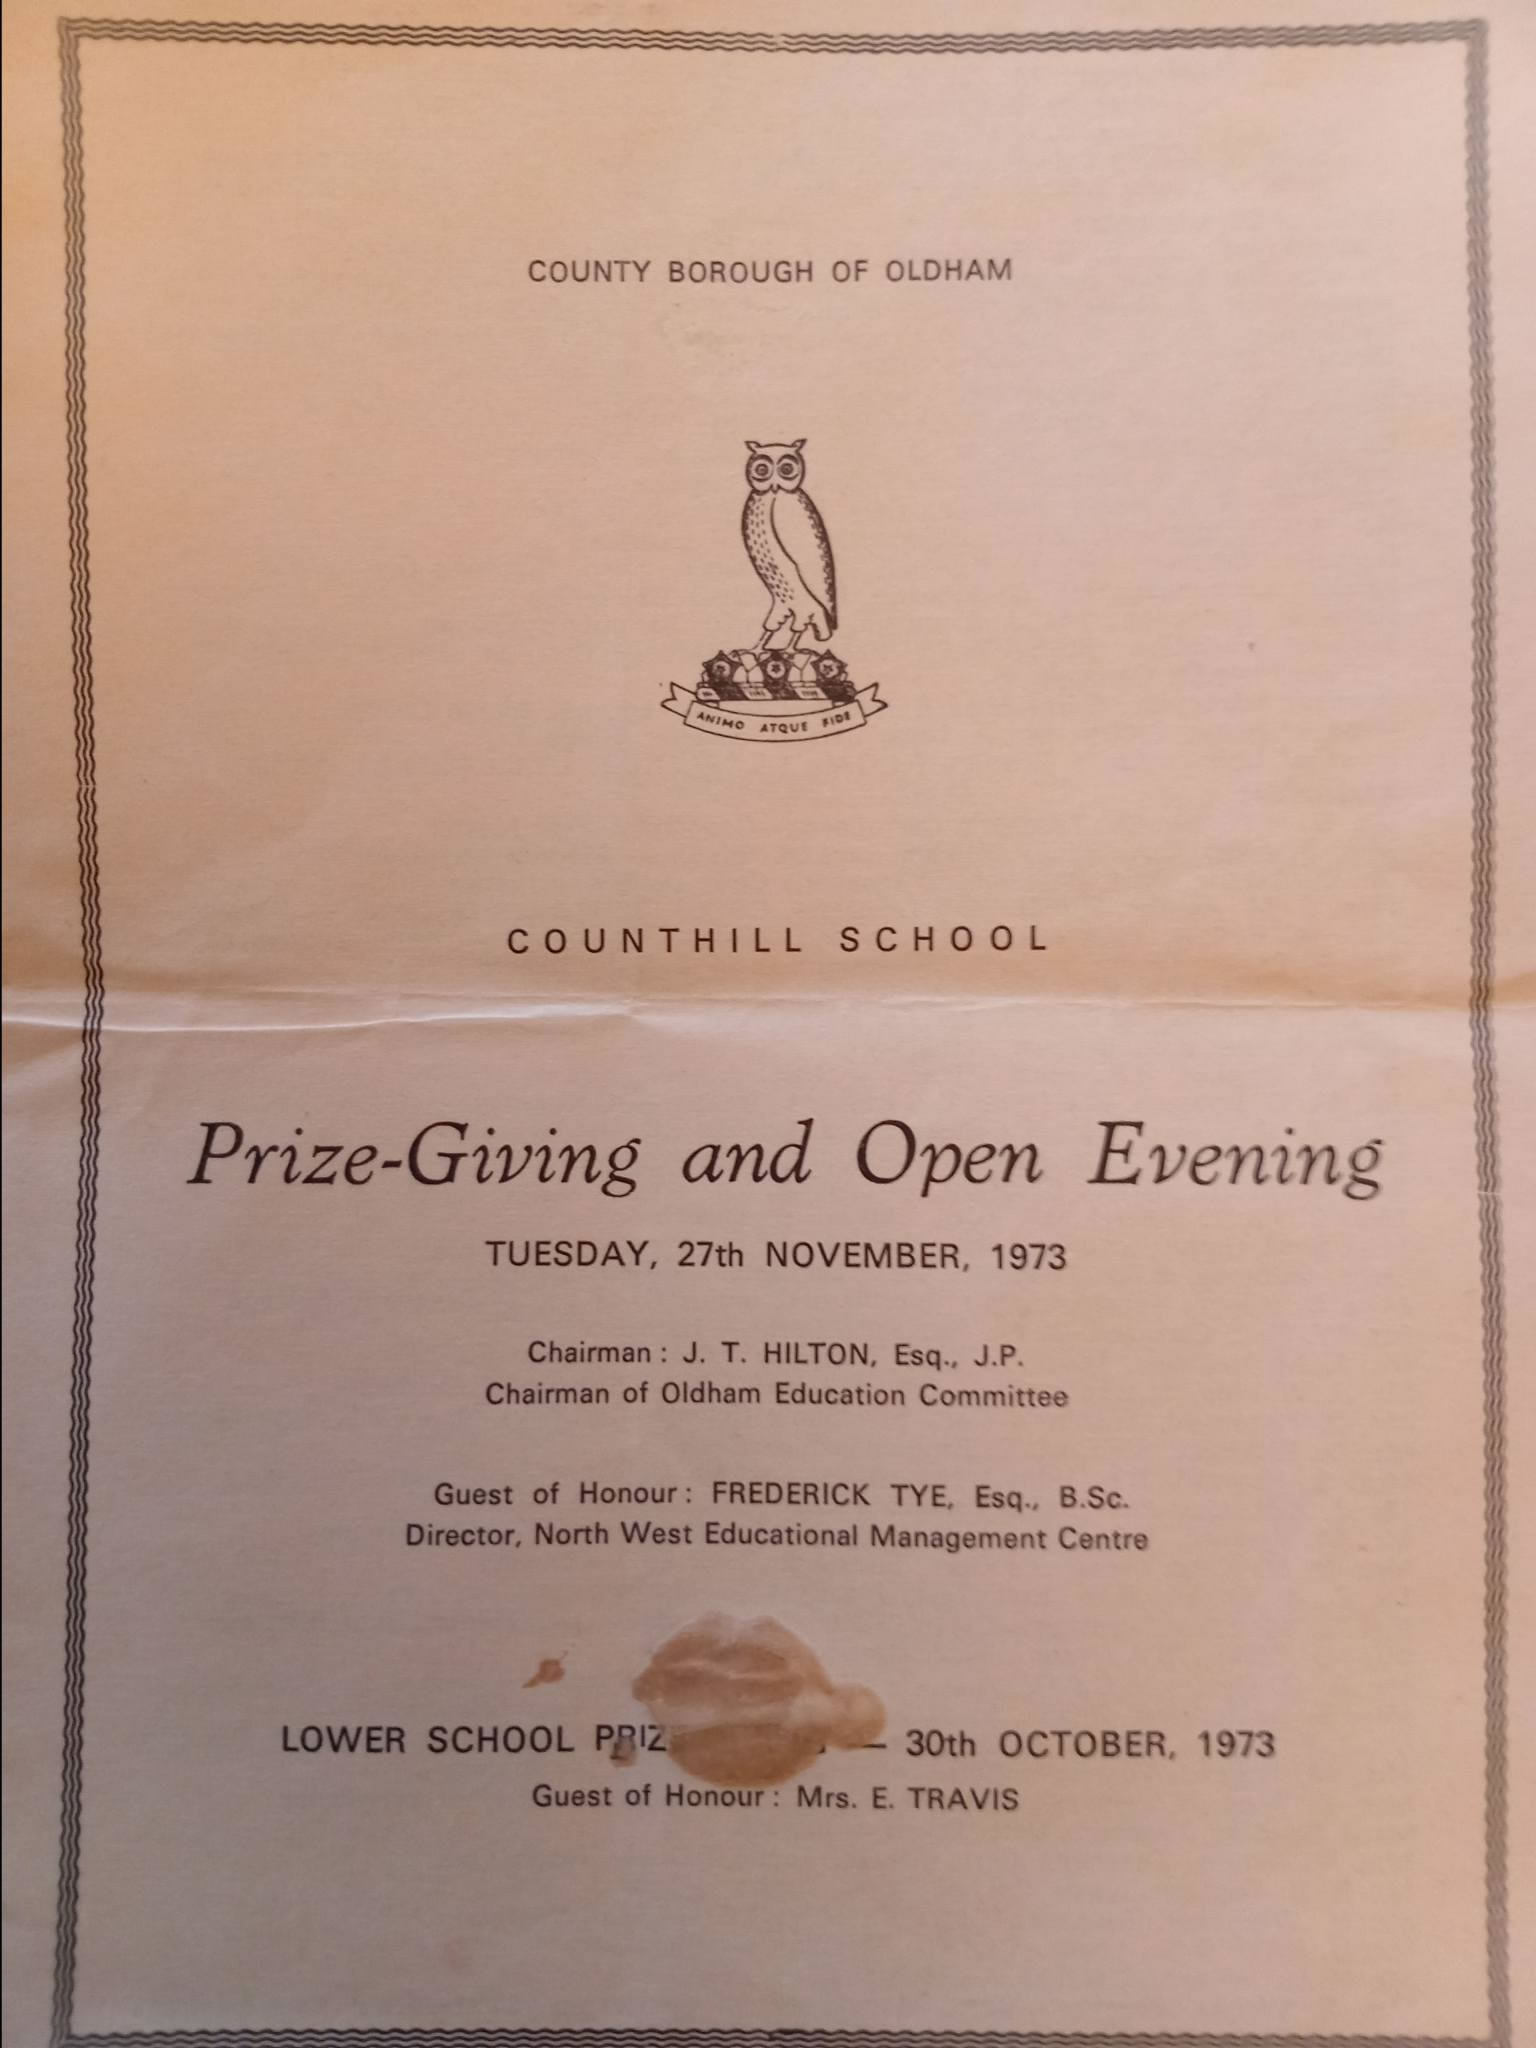 COUNTY BOROUGH OF OLDHAM
ANIMO ATQUE FIDE
COUNTHILL SCHOOL
Prize-Giving and Open Evening
TUESDAY, 27th NOVEMBER, 1973
Chairman : J. T. HILTON, Esq., J.P.
Chairman of Oldham Education Committee
Guest of Honour : FREDERICK TYE, Esq., B.Sc.
Director, North West Educational Management Centre
LOWER SCHOOL — 30th OCTOBER, 1973
Guest of Honour : Mrs. E. TRAVIS